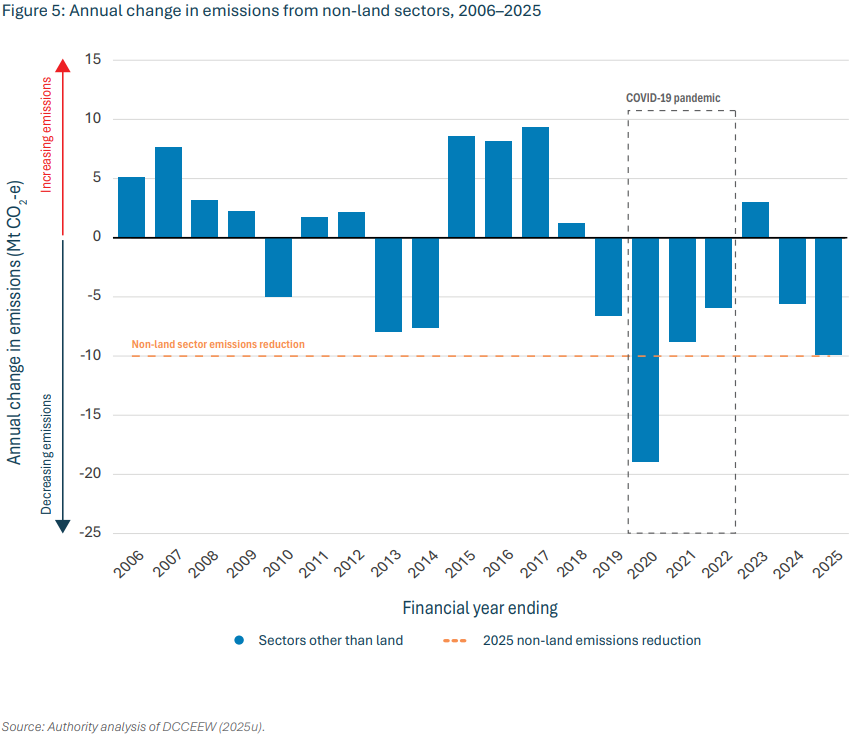 Figure 5: Annual change in emissions from non-land sectors, 2006–2025
Annual change in emissions (Mt CO2-e)
Increasing emissions
Decreasing emissions
15
10
5
0
-5
-10
-15
-20
-25
COVID-19 pandemic
Non-land sector emissions reduction
2006
2007
2008
2009
2010
2011
2012
2013
2014
2015
2016
2017
2018
2019
2020
2021
2022
2023
2024
2025
Financial year ending
Sectors other than land
2025 non-land emissions reduction
Source: Authority analysis of DCCEEW (2025u).